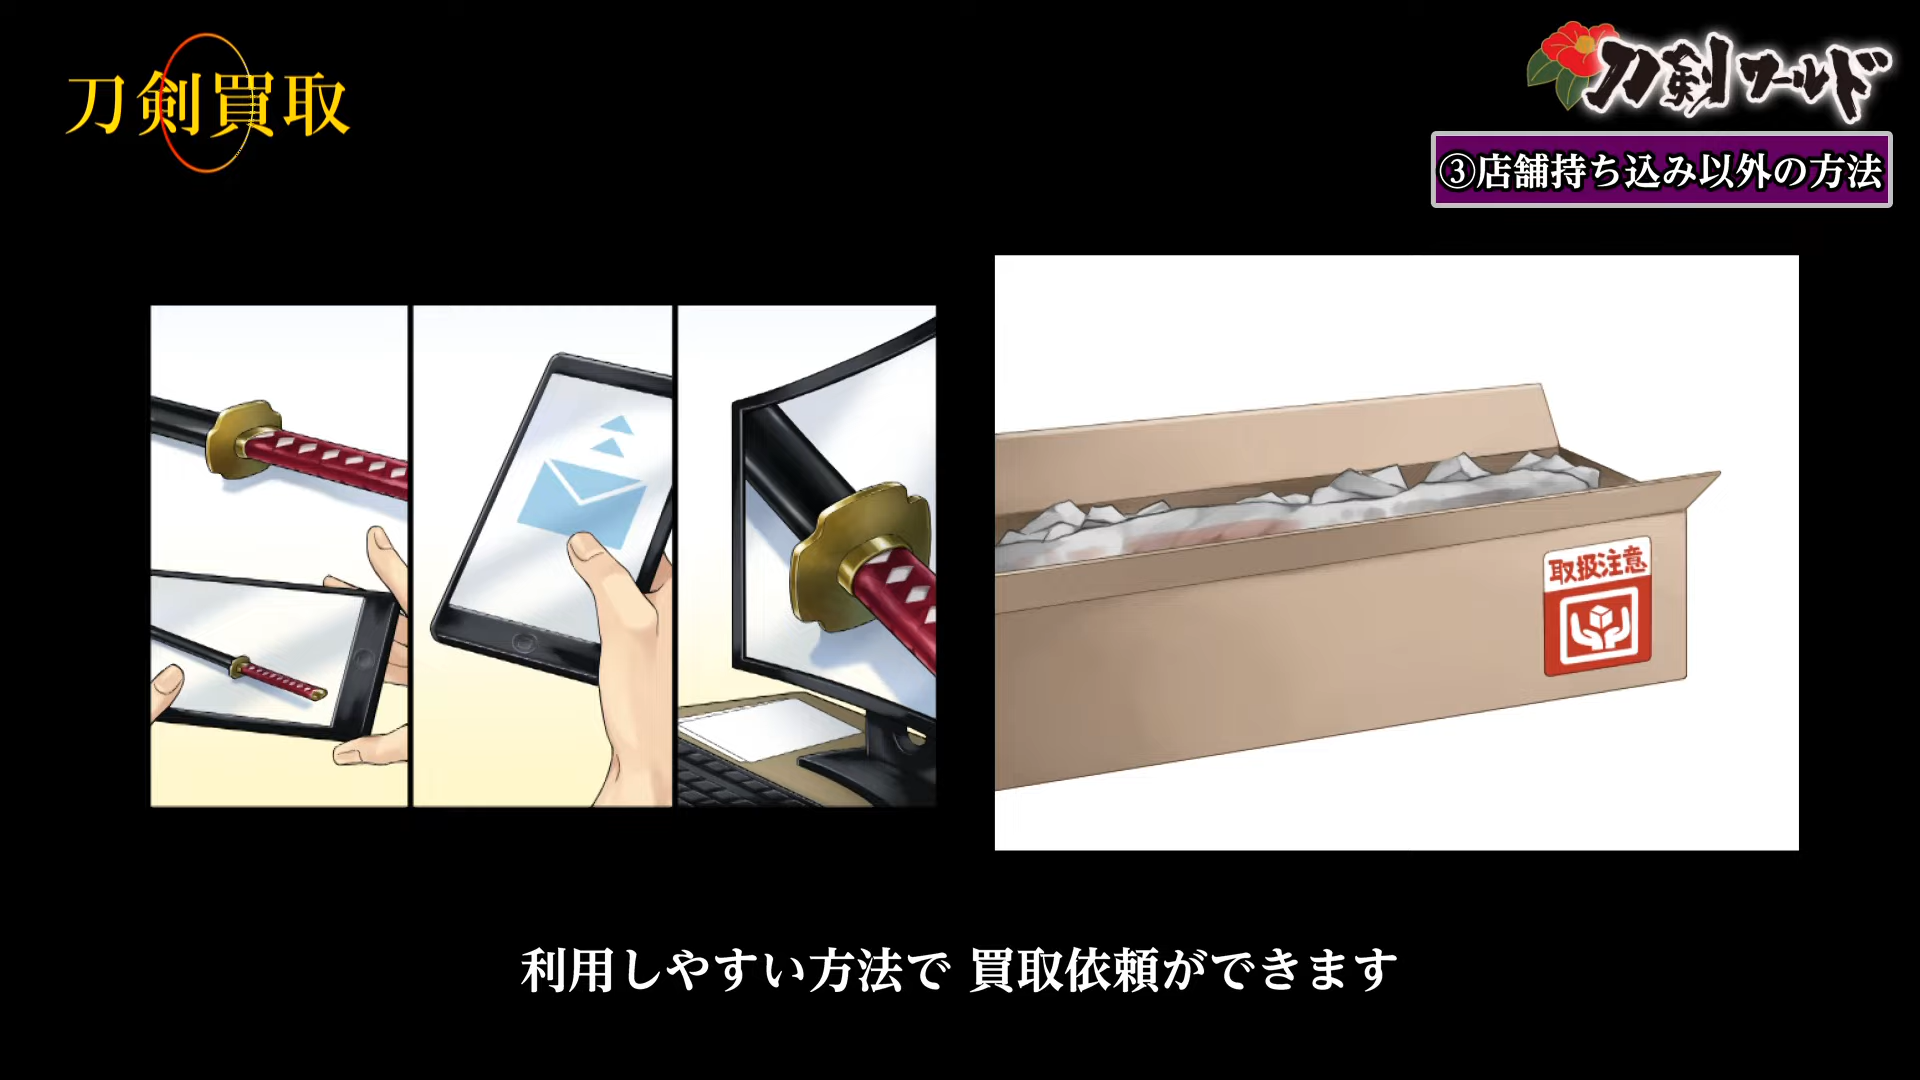 刀剣買取
刀剣ワールド
③店舗持ち込み以外の方法
取扱注意
利用しやすい方法で 買取依頼ができます